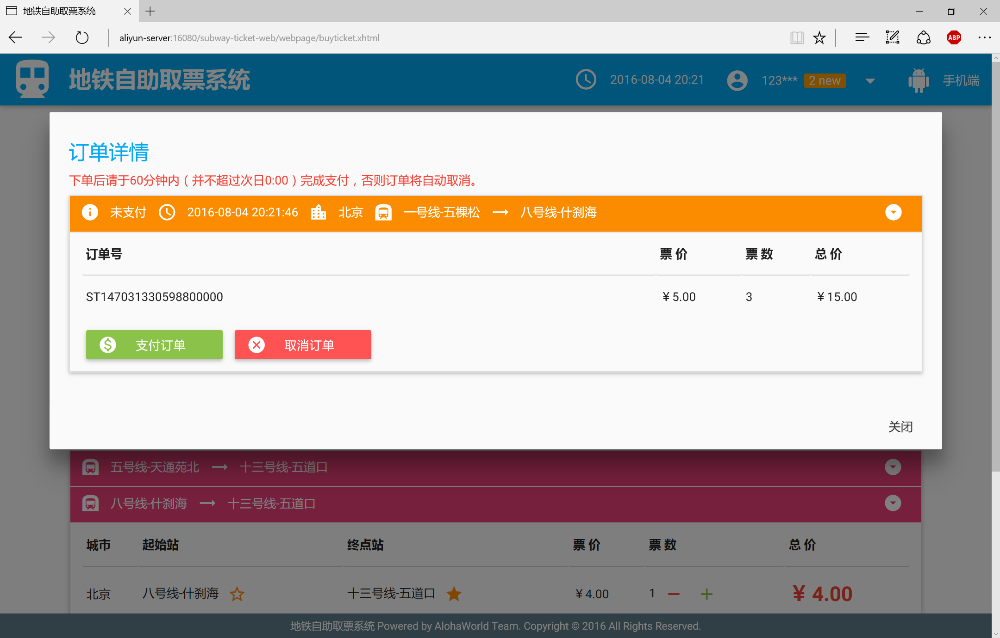 地铁自助取票系统
aliyun-server:16080/subway-ticket-web/webpage/buyticket.xhtml
ABP
地铁自助取票系统 2016-08-04 20:21 123*** 2 new 手机端
订单详情
下单后请于60分钟内（并不超过次日0:00）完成支付，否则订单将自动取消。
未支付 2016-08-04 20:21:46 北京 一号线-五棵松 → 八号线-什刹海
订单号 票 价 票 数 总 价
ST147031330598800000 ¥ 5.00 3 ¥ 15.00
支付订单 取消订单
关闭
五号线-天通苑北 → 十三号线-五道口
八号线-什刹海 → 十三号线-五道口
城市 起始站 终点站 票 价 票 数 总 价
北京 八号线-什刹海 十三号线-五道口 ¥ 4.00 1 ¥ 4.00
地铁自助取票系统 Powered by AlohaWorld Team. Copyright © 2016 All Rights Reserved.